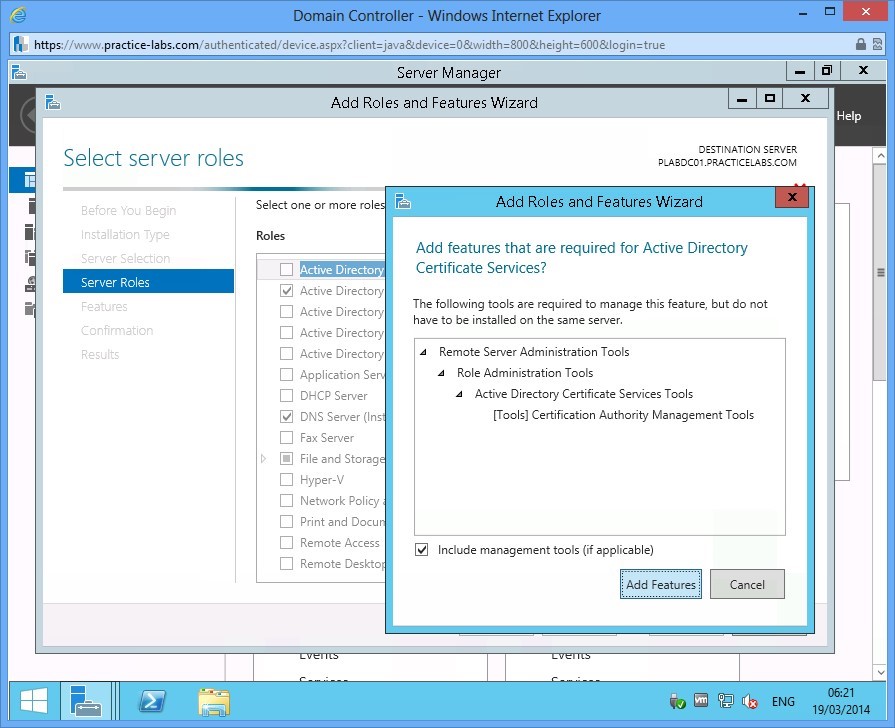 Domain Controller - Windows Internet Explorer
https://www.practice-labs.com/authenticated/device.aspx?client=java&device=0&width=800&height=600&login=true
Server Manager
Add Roles and Features Wizard
Help
Select server roles
DESTINATION SERVER
PLABDC01.PRACTICELABS.COM
Before You Begin
Installation Type
Server Selection
Server Roles
Features
Confirmation
Results
Select one or more roles
Roles
Active Directory
Active Directory
Active Directory
Active Directory
Active Directory
Application Serv
DHCP Server
DNS Server (Inst
Fax Server
File and Storage
Hyper-V
Network Policy a
Print and Docum
Remote Access
Remote Desktop
Add Roles and Features Wizard
Add features that are required for Active Directory
Certificate Services?
The following tools are required to manage this feature, but do not
have to be installed on the same server.
Remote Server Administration Tools
Role Administration Tools
Active Directory Certificate Services Tools
[Tools] Certification Authority Management Tools
Include management tools (if applicable)
Add Features
Cancel
Events
Events
Services
Services
ENG
06:21
19/03/2014